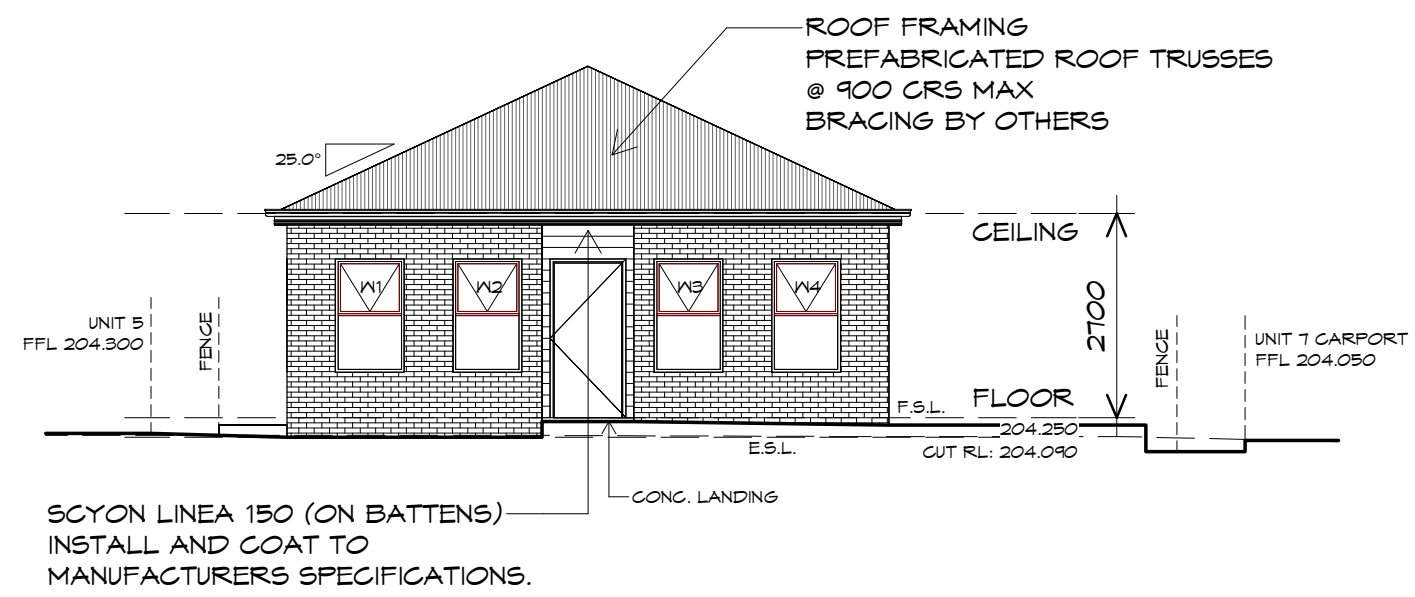 ROOF FRAMING
PREFABRICATED ROOF TRUSSES
@ 900 CRS MAX
BRACING BY OTHERS
25.0°
CEILING
2700
W1
W2
W3
W4
UNIT 5
FFL 204.300
FENCE
FENCE
UNIT 7 CARPORT
FFL 204.050
F.S.L.
FLOOR
204.250
E.S.L.
CUT RL: 204.090
CONC. LANDING
SCYON LINEA 150 (ON BATTENS)
INSTALL AND COAT TO
MANUFACTURERS SPECIFICATIONS.